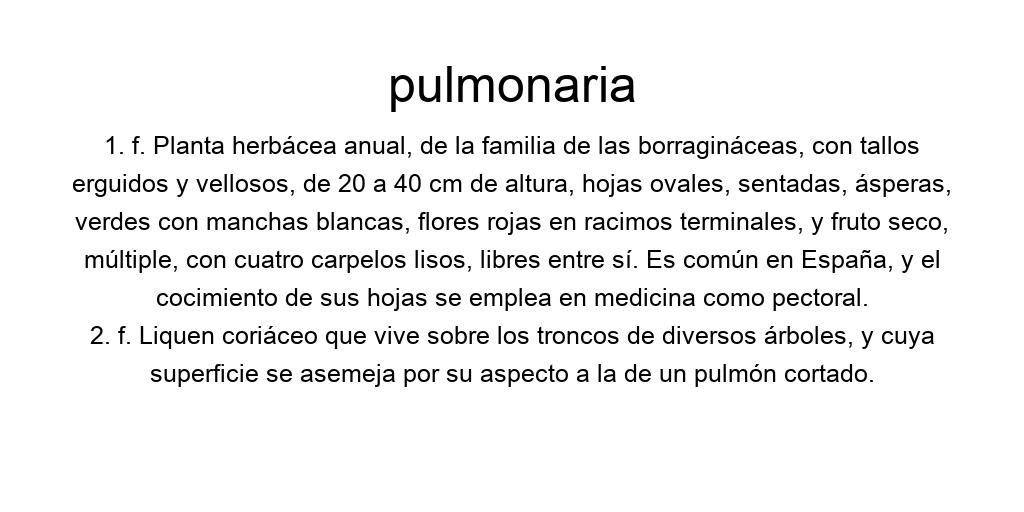 pulmonaria
1. f. Planta herbácea anual, de la familia de las borragináceas, con tallos
erguidos y vellosos, de 20 a 40 cm de altura, hojas ovales, sentadas, ásperas,
verdes con manchas blancas, flores rojas en racimos terminales, y fruto seco,
múltiple, con cuatro carpelos lisos, libres entre sí. Es común en España, y el
cocimiento de sus hojas se emplea en medicina como pectoral.
2. f. Liquen coriáceo que vive sobre los troncos de diversos árboles, y cuya
superficie se asemeja por su aspecto a la de un pulmón cortado.